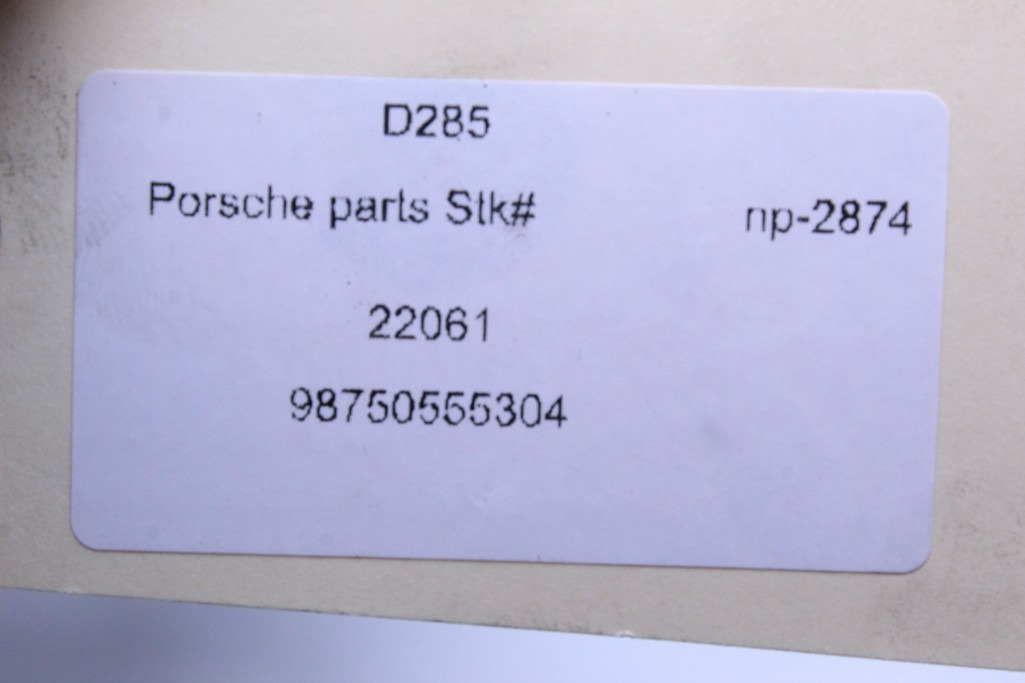 D285
Porsche parts Stk# np-2874
22061
98750555304